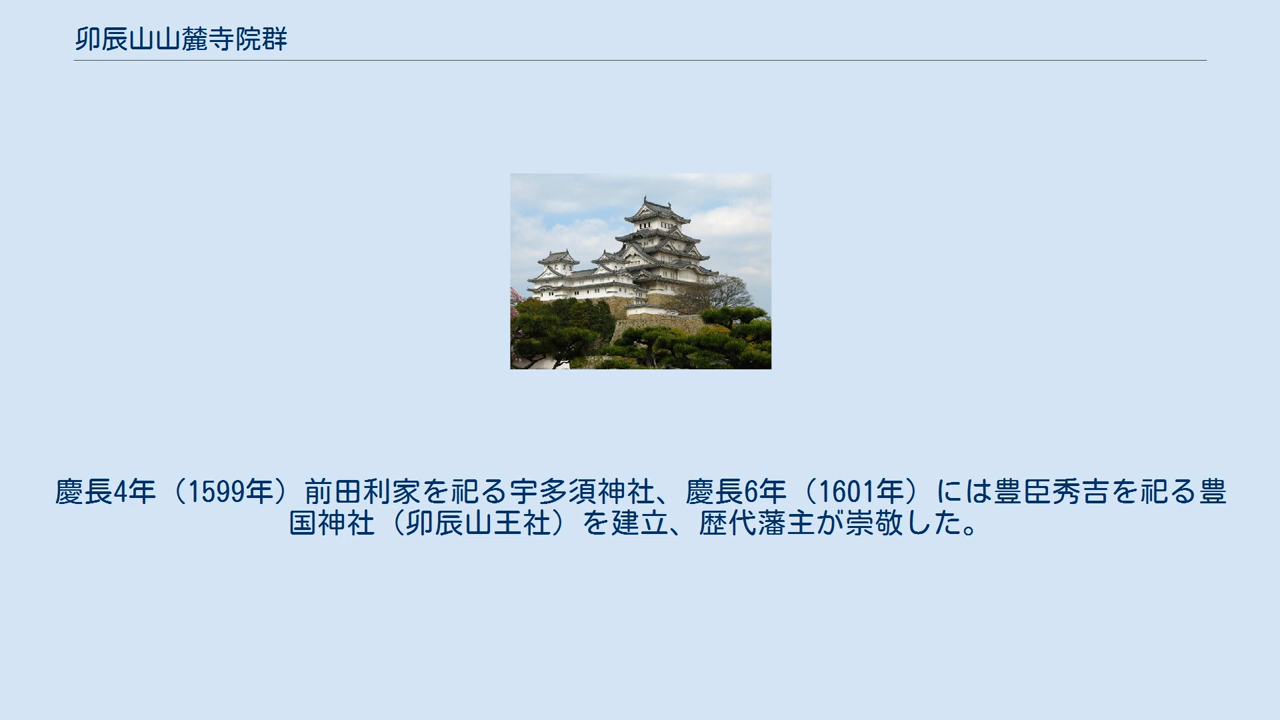 卯辰山山麓寺院群
慶長4年（1599年）前田利家を祀る宇多須神社、慶長6年（1601年）には豊臣秀吉を祀る豊
国神社（卯辰山王社）を建立、歴代藩主が崇敬した。